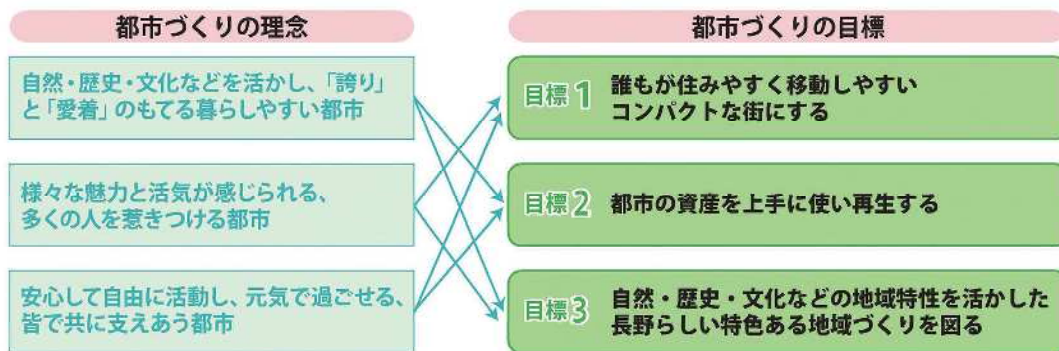 都市づくりの理念
自然・歴史・文化などを活かし、「誇り」
と「愛着」のもてる暮らしやすい都市
様々な魅力と活気が感じられる、
多くの人を惹きつける都市
安心して自由に活動し、元気で過ごせる、
皆で共に支えあう都市
都市づくりの目標
目標1 誰もが住みやすく移動しやすい
コンパクトな街にする
目標2 都市の資産を上手に使い再生する
目標3 自然・歴史・文化などの地域特性を活かした
長野らしい特色ある地域づくりを図る